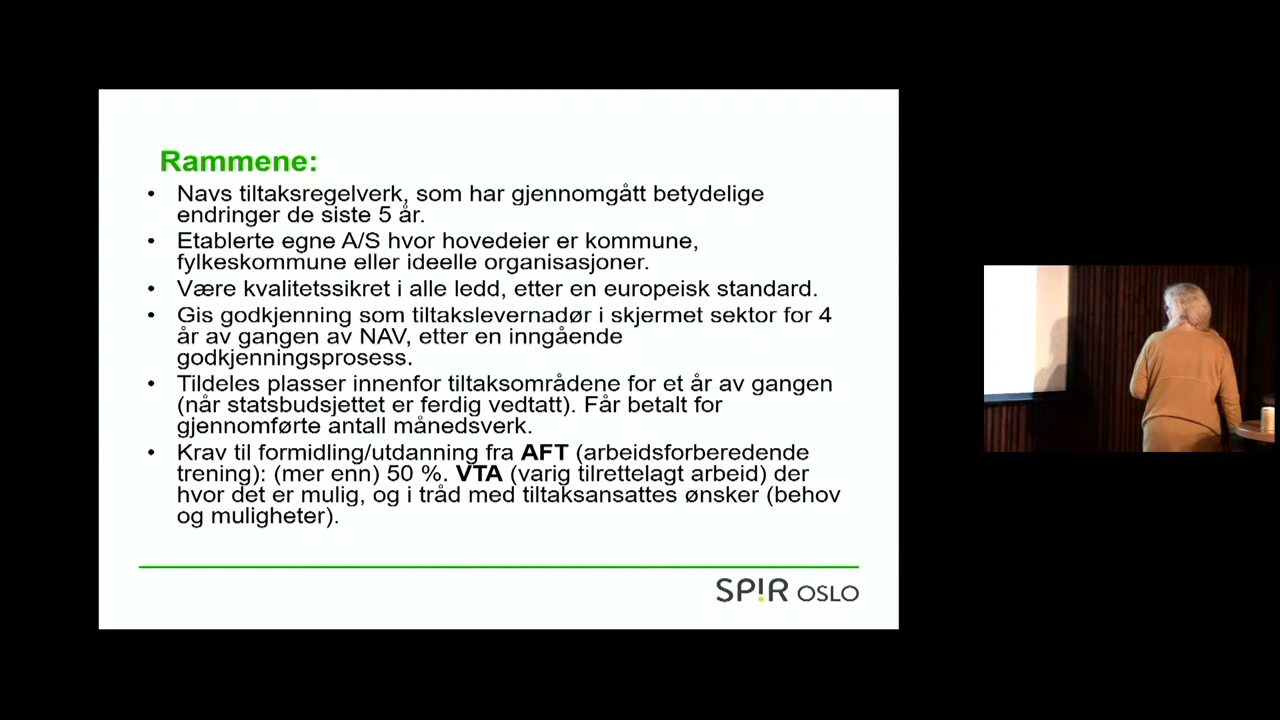 Rammene:
• Navs tiltaksregelverk, som har gjennomgått betydelige
endringer de siste 5 år.
• Etablerte egne A/S hvor hovedeier er kommune,
fylkeskommune eller ideelle organisasjoner.
• Være kvalitetssikret i alle ledd, etter en europeisk standard.
• Gis godkjenning som tiltakslevernadør i skjermet sektor for 4
år av gangen av NAV, etter en inngående
godkjenningsprosess.
• Tildeles plasser innenfor tiltaksområdene for et år av gangen
(når statsbudsjettet er ferdig vedtatt). Får betalt for
gjennomførte antall månedsverk.
• Krav til formidling/utdanning fra AFT (arbeidsforberedende
trening): (mer enn) 50 %. VTA (varig tilrettelagt arbeid) der
hvor det er mulig, og i tråd med tiltaksansattes ønsker (behov
og muligheter).
SP!R OSLO